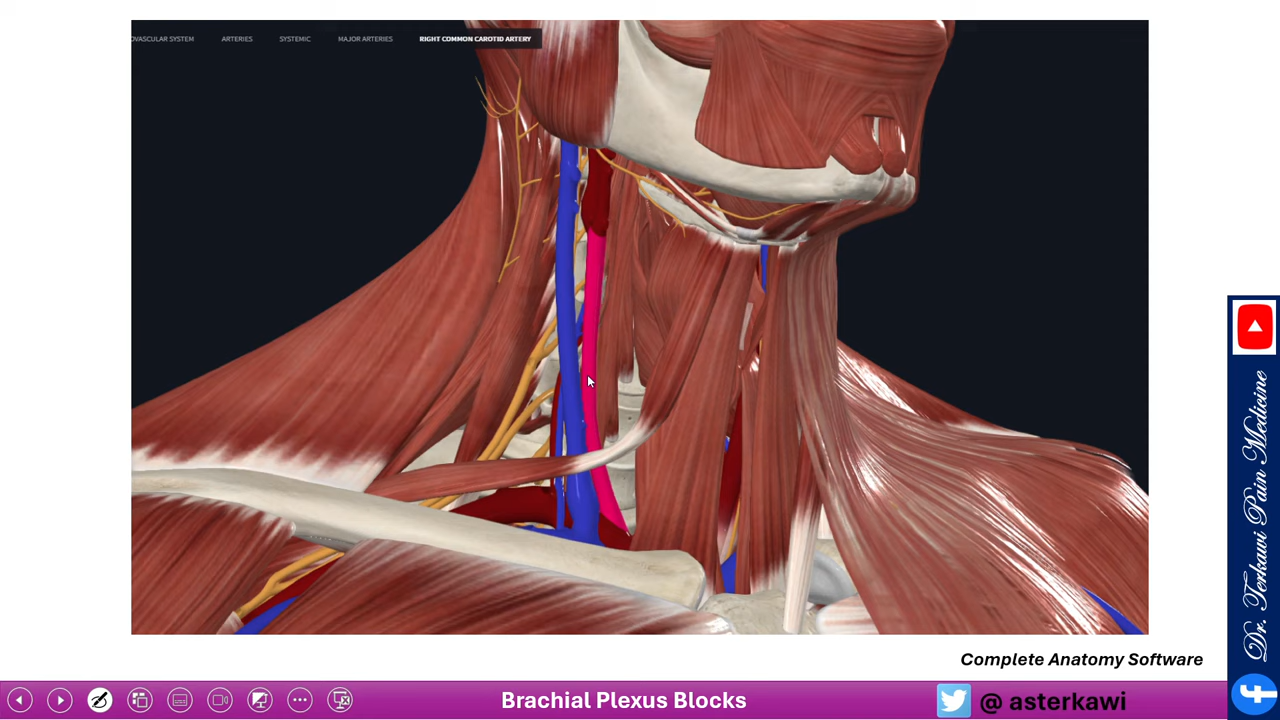 OVASCULAR SYSTEM ARTERIES SYSTEMIC MAJOR ARTERIES RIGHT COMMON CAROTID ARTERY
Complete Anatomy Software
Dr. Terkawi Pain Medicine
Brachial Plexus Blocks
@ asterkawi